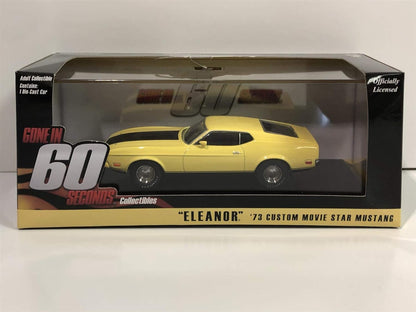 Adult Collectible
Contains:
1 Die-Cast Car
Officially
Licensed
60
GONE IN
60
SECONDS Collectibles
"ELEANOR" '73 CUSTOM MOVIE STAR MUSTANG